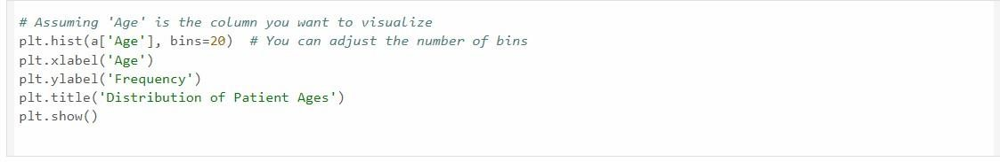 # Assuming 'Age' is the column you want to visualize
plt.hist(a['Age'], bins=20)  # You can adjust the number of bins
plt.xlabel('Age')
plt.ylabel('Frequency')
plt.title('Distribution of Patient Ages')
plt.show()